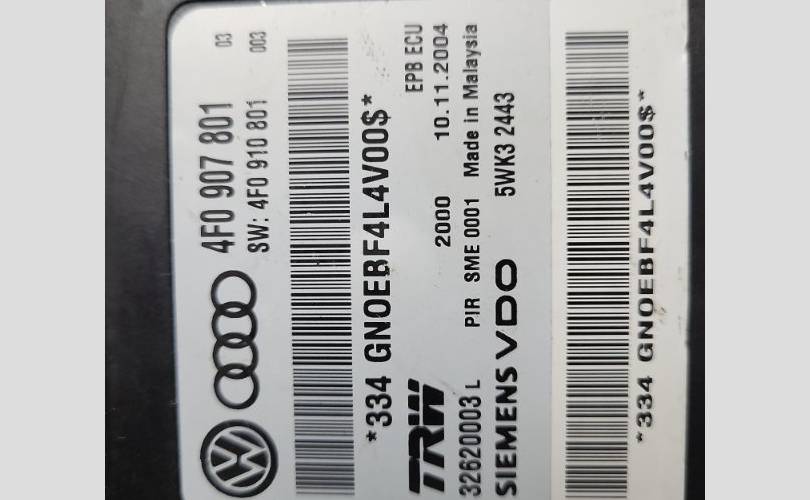 4F0 907 801 03
SW: 4F0 910 801 003
*334 GNOEBF4L4V00$*
EPB ECU
TRW 2000 10.11.2004
32620003 L PIR SME 0001 Made in Malaysia
SIEMENS VDO 5WK3 2443
*334 GNOEBF4L4V00$*